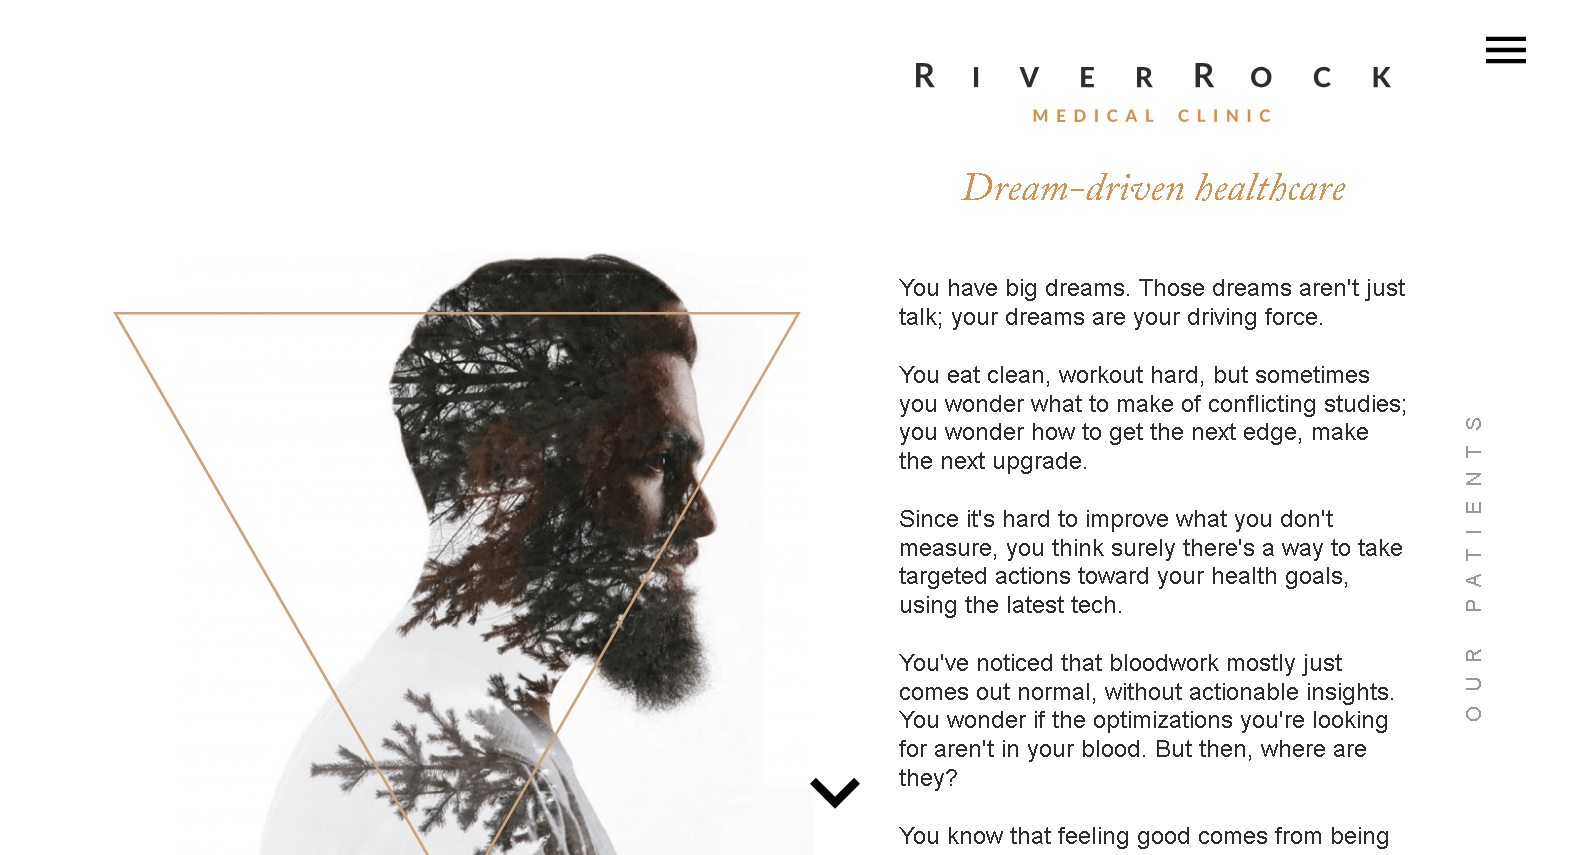 RiverRock
MEDICAL CLINIC
Dream-driven healthcare
You have big dreams. Those dreams aren't just
talk; your dreams are your driving force.
You eat clean, workout hard, but sometimes
you wonder what to make of conflicting studies;
you wonder how to get the next edge, make
the next upgrade.
Since it's hard to improve what you don't
measure, you think surely there's a way to take
targeted actions toward your health goals,
using the latest tech.
You've noticed that bloodwork mostly just
comes out normal, without actionable insights.
You wonder if the optimizations you're looking
for aren't in your blood. But then, where are
they?
You know that feeling good comes from being
OUR PATIENTS